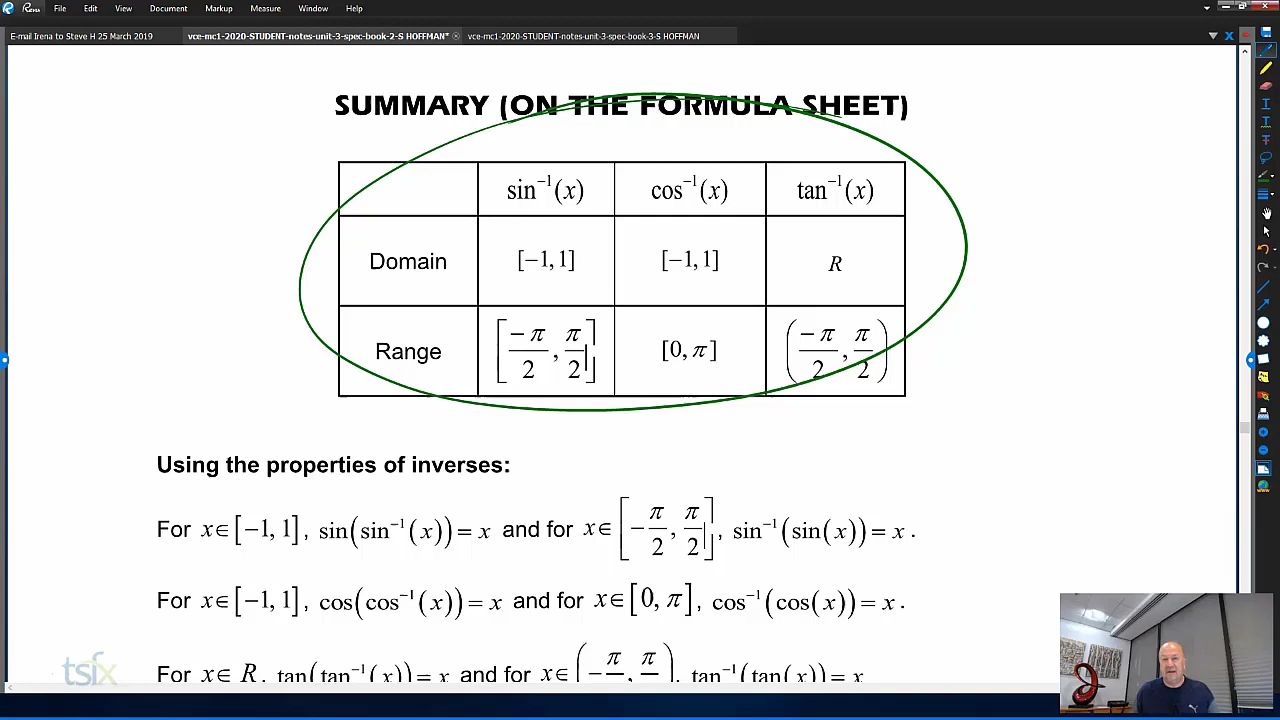 File Edit View Document Markup Measure Window Help
E-mail Irena to Steve H 25 March 2019 vce-mc1-2020-STUDENT-notes-unit-3-spec-book-2-S HOFFMAN* vce-mc1-2020-STUDENT-notes-unit-3-spec-book-3-S HOFFMAN
SUMMARY (ON THE FORMULA SHEET)
sin⁻¹(x) cos⁻¹(x) tan⁻¹(x)
Domain [−1, 1] [−1, 1] R
Range [−π/2, π/2] [0, π] (−π/2, π/2)
Using the properties of inverses:
For x∈[−1, 1], sin(sin⁻¹(x)) = x and for x∈[−π/2, π/2], sin⁻¹(sin(x)) = x.
For x∈[−1, 1], cos(cos⁻¹(x)) = x and for x∈[0, π], cos⁻¹(cos(x)) = x.
For x∈ R, tan(tan⁻¹(x)) = x and for x∈(−π/2, π/2), tan⁻¹(tan(x)) = x
tsfx